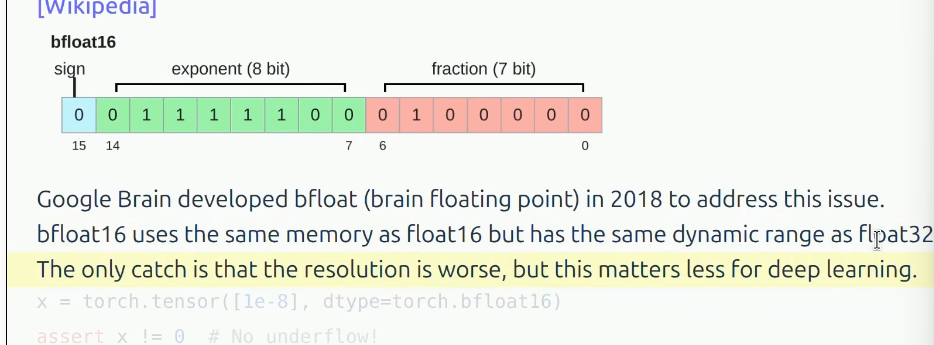 [Wikipedia]
bfloat16
sign exponent (8 bit) fraction (7 bit)
0 0 1 1 1 1 1 0 0 0 1 0 0 0 0 0
15 14 7 6 0
Google Brain developed bfloat (brain floating point) in 2018 to address this issue.
bfloat16 uses the same memory as float16 but has the same dynamic range as float32
The only catch is that the resolution is worse, but this matters less for deep learning.
x = torch.tensor([1e-8], dtype=torch.bfloat16)
assert x != 0  # No underflow!